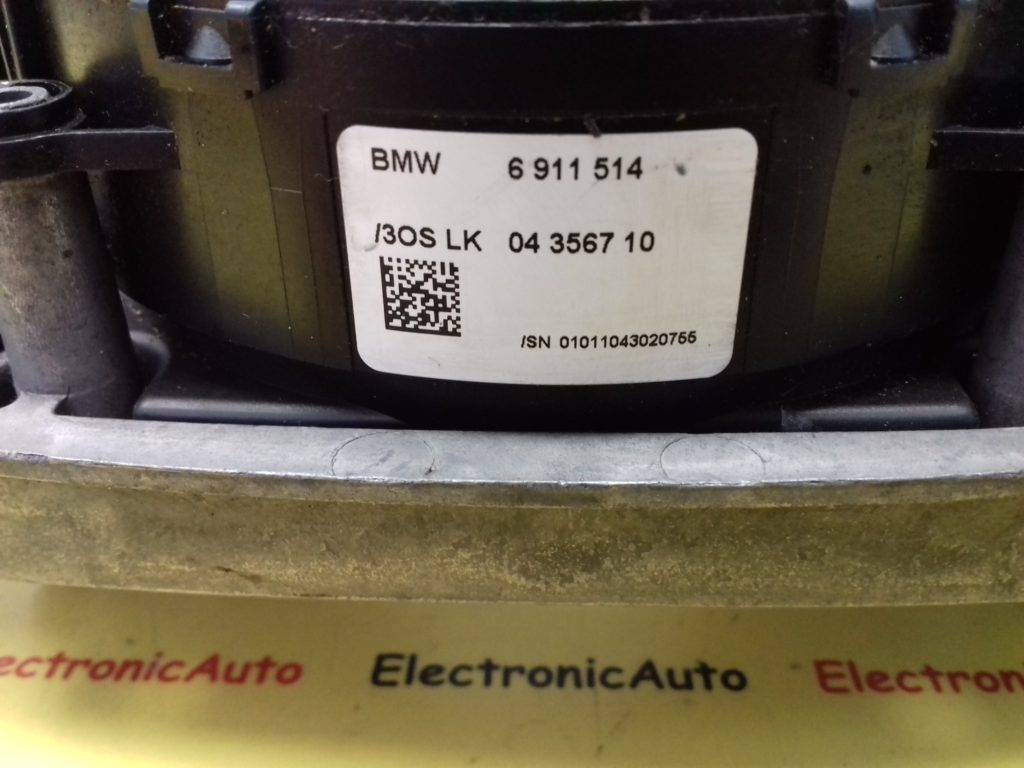 BMW 6 911 514
/3OS LK 04 3567 10
/SN 01011043020755
ectronicAuto ElectronicAuto Electron